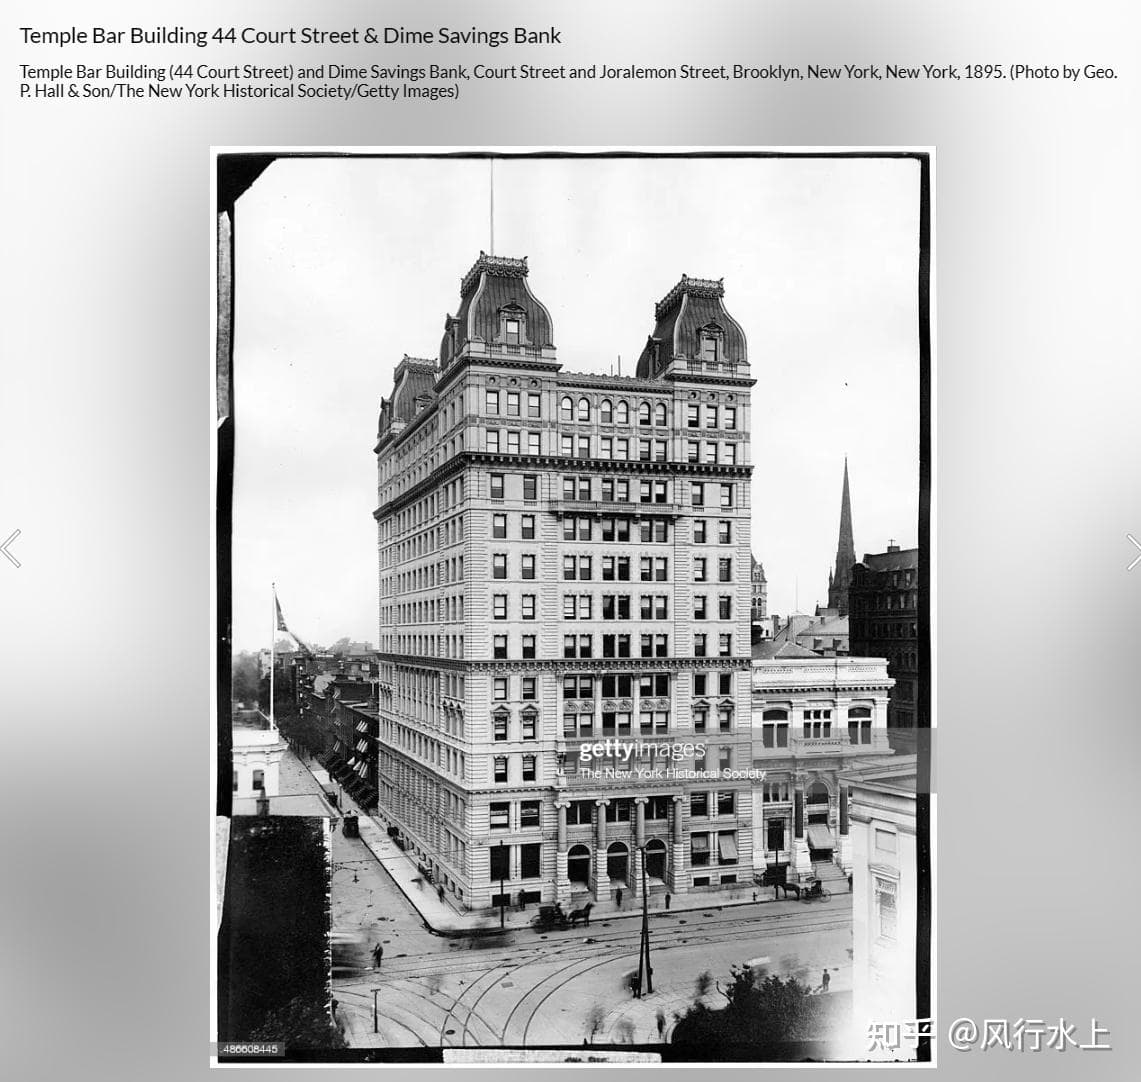 Temple Bar Building 44 Court Street & Dime Savings Bank
Temple Bar Building (44 Court Street) and Dime Savings Bank, Court Street and Joralemon Street, Brooklyn, New York, New York, 1895. (Photo by Geo.
P. Hall & Son/The New York Historical Society/Getty Images)
gettyimages
The New York Historical Society
486608445
知乎 @风行水上